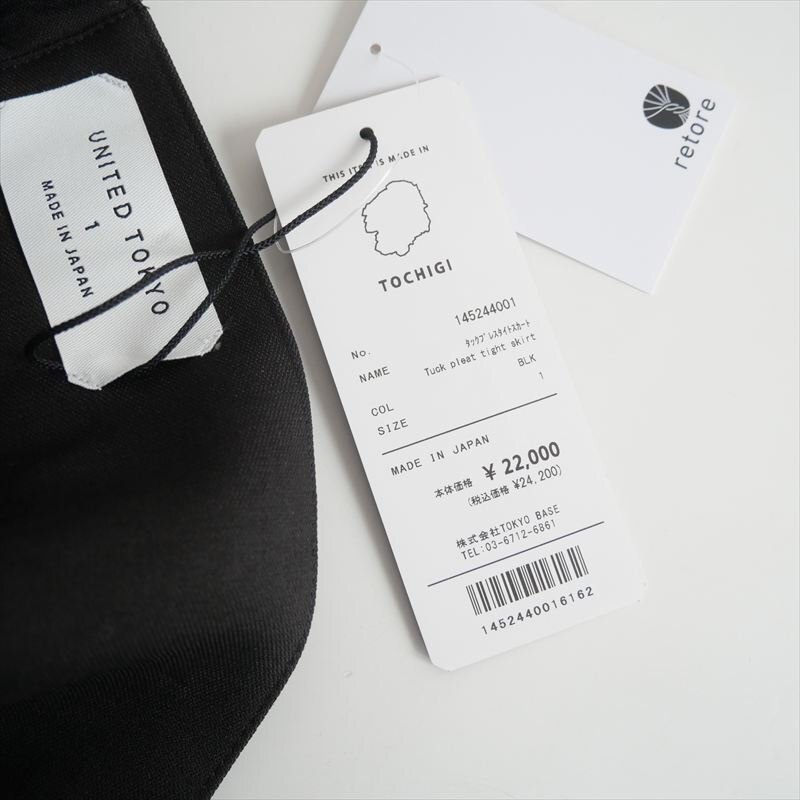 UNITED TOKYO
1
MADE IN JAPAN
retore
THIS ITEM IS MADE IN
TOCHIGI
No. 145244001
NAME ﾀｯｸﾌﾟﾚｽﾀｲﾄｽｶｰﾄ
Tuck pleat tight skirt
COL BLK
SIZE 1
MADE IN JAPAN
本体価格 ¥ 22,000
(税込価格 ¥24,200)
株式会社TOKYO BASE
TEL:03-6712-6861
1452440016162